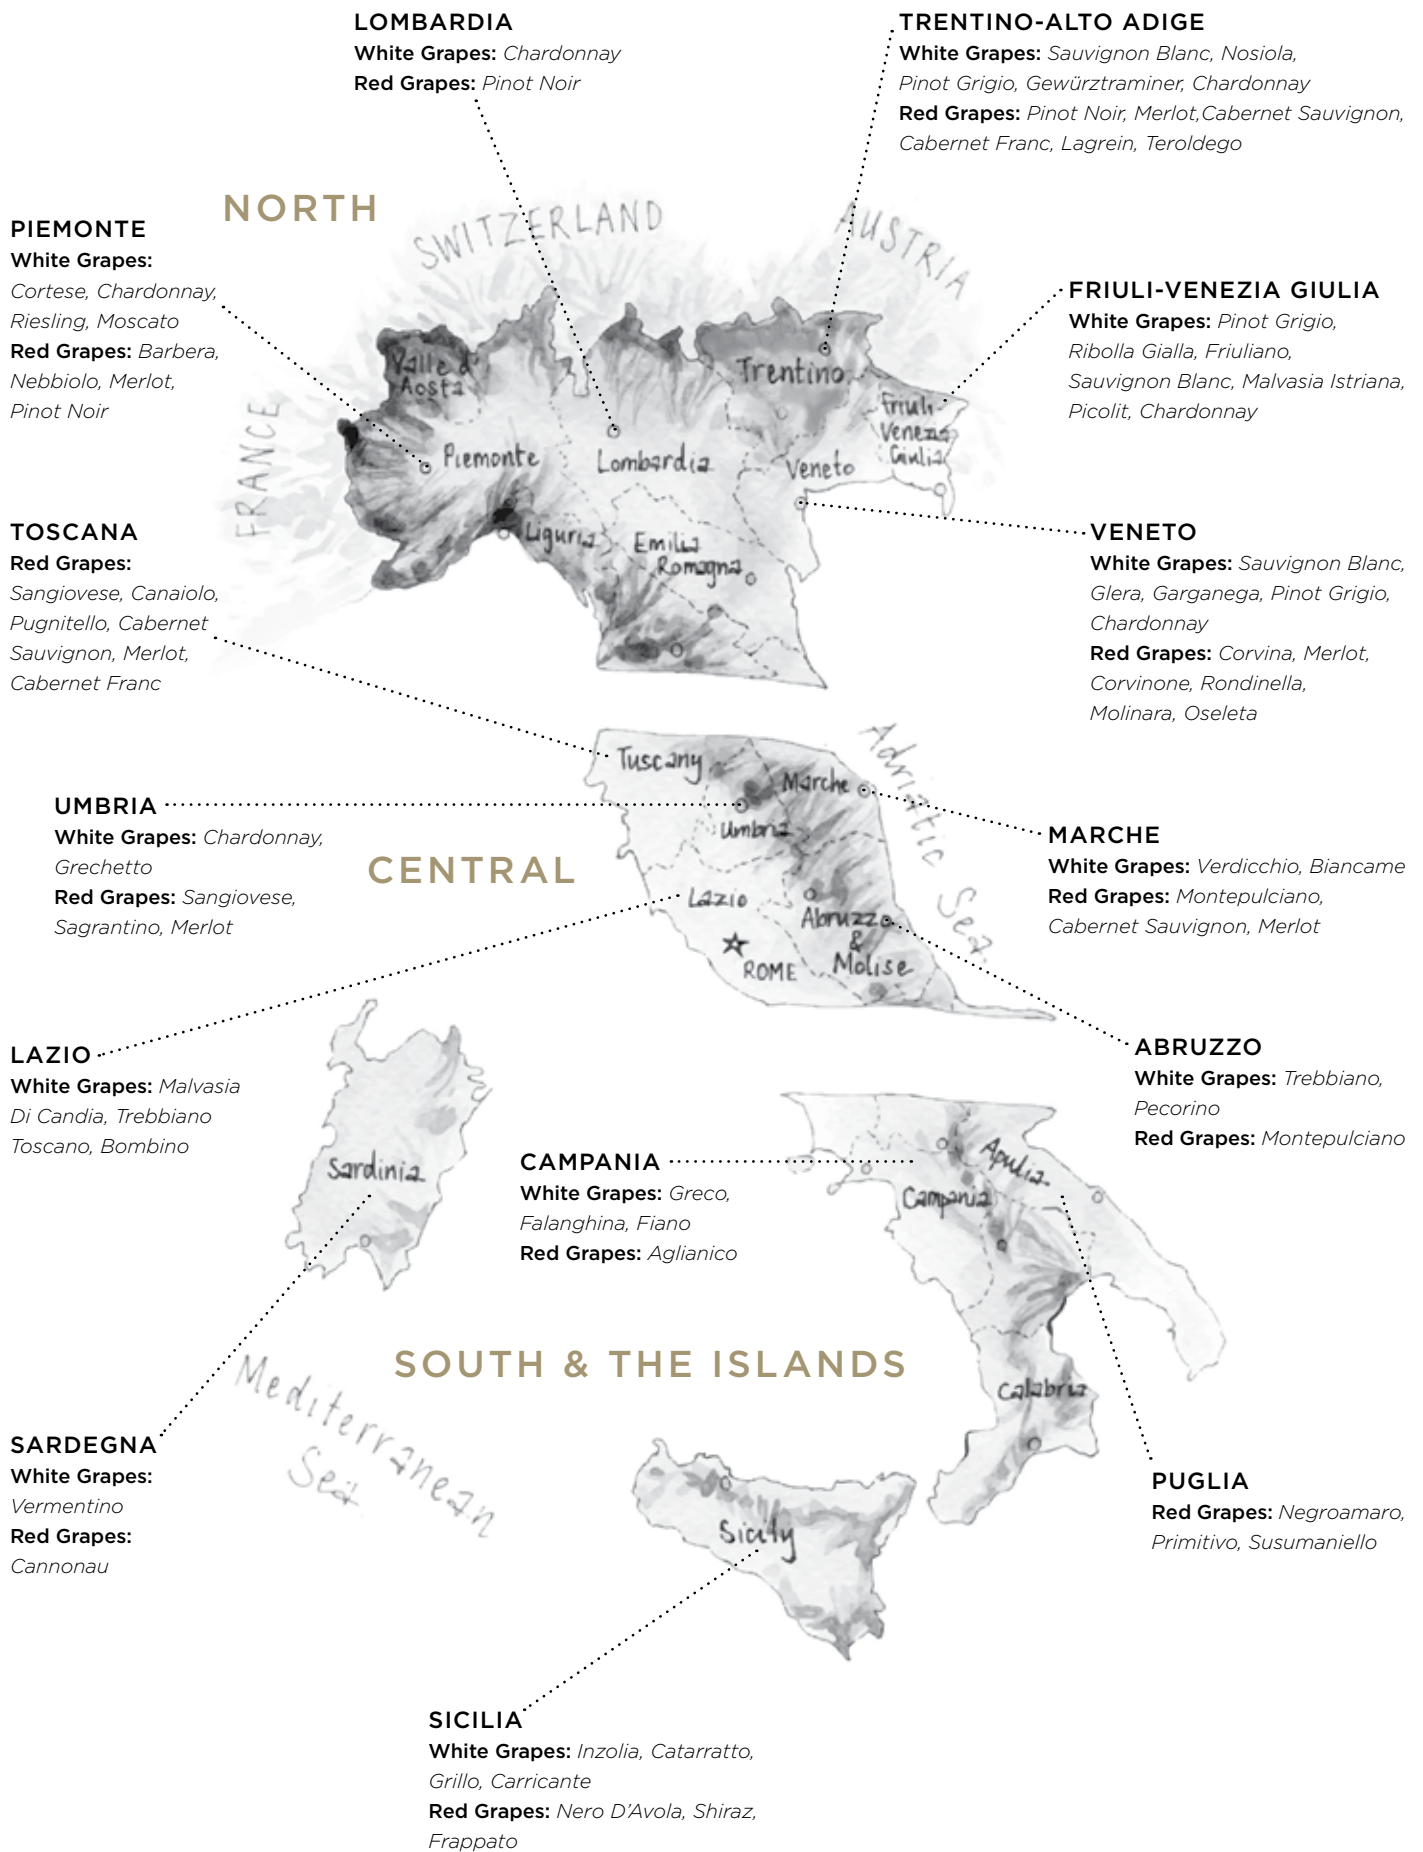 LOMBARDIA
White Grapes: Chardonnay
Red Grapes: Pinot Noir
TRENTINO-ALTO ADIGE
White Grapes: Sauvignon Blanc, Nosiola,
Pinot Grigio, Gewürztraminer, Chardonnay
Red Grapes: Pinot Noir, Merlot,Cabernet Sauvignon,
Cabernet Franc, Lagrein, Teroldego
NORTH
SWITZERLAND
AUSTRIA
FRANCE
PIEMONTE
White Grapes:
Cortese, Chardonnay,
Riesling, Moscato
Red Grapes: Barbera,
Nebbiolo, Merlot,
Pinot Noir
FRIULI-VENEZIA GIULIA
White Grapes: Pinot Grigio,
Ribolla Gialla, Friuliano,
Sauvignon Blanc, Malvasia Istriana,
Picolit, Chardonnay
Valle d'
Aosta
Trentino
Friuli
Venezia
Giulia
Piemonte
Lombardia
Veneto
Liguria
Emilia
Romagna
TOSCANA
Red Grapes:
Sangiovese, Canaiolo,
Pugnitello, Cabernet
Sauvignon, Merlot,
Cabernet Franc
VENETO
White Grapes: Sauvignon Blanc,
Glera, Garganega, Pinot Grigio,
Chardonnay
Red Grapes: Corvina, Merlot,
Corvinone, Rondinella,
Molinara, Oseleta
Tuscany
Marche
Umbria
Adriatic Sea
UMBRIA
White Grapes: Chardonnay,
Grechetto
Red Grapes: Sangiovese,
Sagrantino, Merlot
CENTRAL
MARCHE
White Grapes: Verdicchio, Biancame
Red Grapes: Montepulciano,
Cabernet Sauvignon, Merlot
Lazio
ROME
Abruzzo
&
Molise
LAZIO
White Grapes: Malvasia
Di Candia, Trebbiano
Toscano, Bombino
ABRUZZO
White Grapes: Trebbiano,
Pecorino
Red Grapes: Montepulciano
Sardinia
CAMPANIA
White Grapes: Greco,
Falanghina, Fiano
Red Grapes: Aglianico
Apulia
Campania
Calabria
SOUTH & THE ISLANDS
Mediterranean
Sea
SARDEGNA
White Grapes:
Vermentino
Red Grapes:
Cannonau
Sicily
PUGLIA
Red Grapes: Negroamaro,
Primitivo, Susumaniello
SICILIA
White Grapes: Inzolia, Catarratto,
Grillo, Carricante
Red Grapes: Nero D'Avola, Shiraz,
Frappato